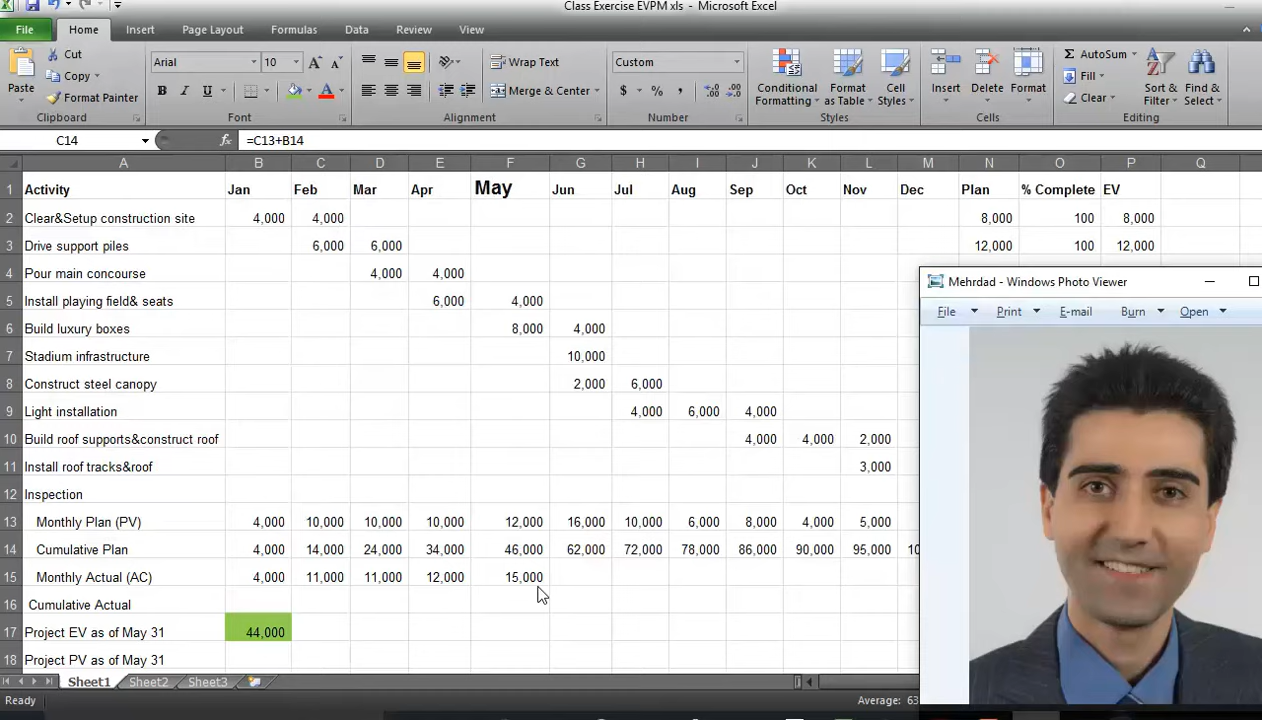 Class Exercise EVPM xls - Microsoft Excel
File Home Insert Page Layout Formulas Data Review View
Paste Cut Copy Format Painter Clipboard
Arial 10 B I U A Font
Wrap Text Merge & Center Alignment
Custom $ % , Number
Conditional Formatting Format as Table Cell Styles Styles
Insert Delete Format Cells
Σ AutoSum Fill Clear Sort & Filter Find & Select Editing
C14 fx =C13+B14
A B C D E F G H I J K L M N O P Q
1 Activity Jan Feb Mar Apr May Jun Jul Aug Sep Oct Nov Dec Plan % Complete EV
2 Clear&Setup construction site 4,000 4,000 8,000 100 8,000
3 Drive support piles 6,000 6,000 12,000 100 12,000
4 Pour main concourse 4,000 4,000
5 Install playing field& seats 6,000 4,000
6 Build luxury boxes 8,000 4,000
7 Stadium infrastructure 10,000
8 Construct steel canopy 2,000 6,000
9 Light installation 4,000 6,000 4,000
10 Build roof supports&construct roof 4,000 4,000 2,000
11 Install roof tracks&roof 3,000
12 Inspection
13 Monthly Plan (PV) 4,000 10,000 10,000 10,000 12,000 16,000 10,000 6,000 8,000 4,000 5,000
14 Cumulative Plan 4,000 14,000 24,000 34,000 46,000 62,000 72,000 78,000 86,000 90,000 95,000 10
15 Monthly Actual (AC) 4,000 11,000 11,000 12,000 15,000
16 Cumulative Actual
17 Project EV as of May 31 44,000
18 Project PV as of May 31
Mehrdad - Windows Photo Viewer
File Print E-mail Burn Open
Sheet1 Sheet2 Sheet3
Ready Average: 63